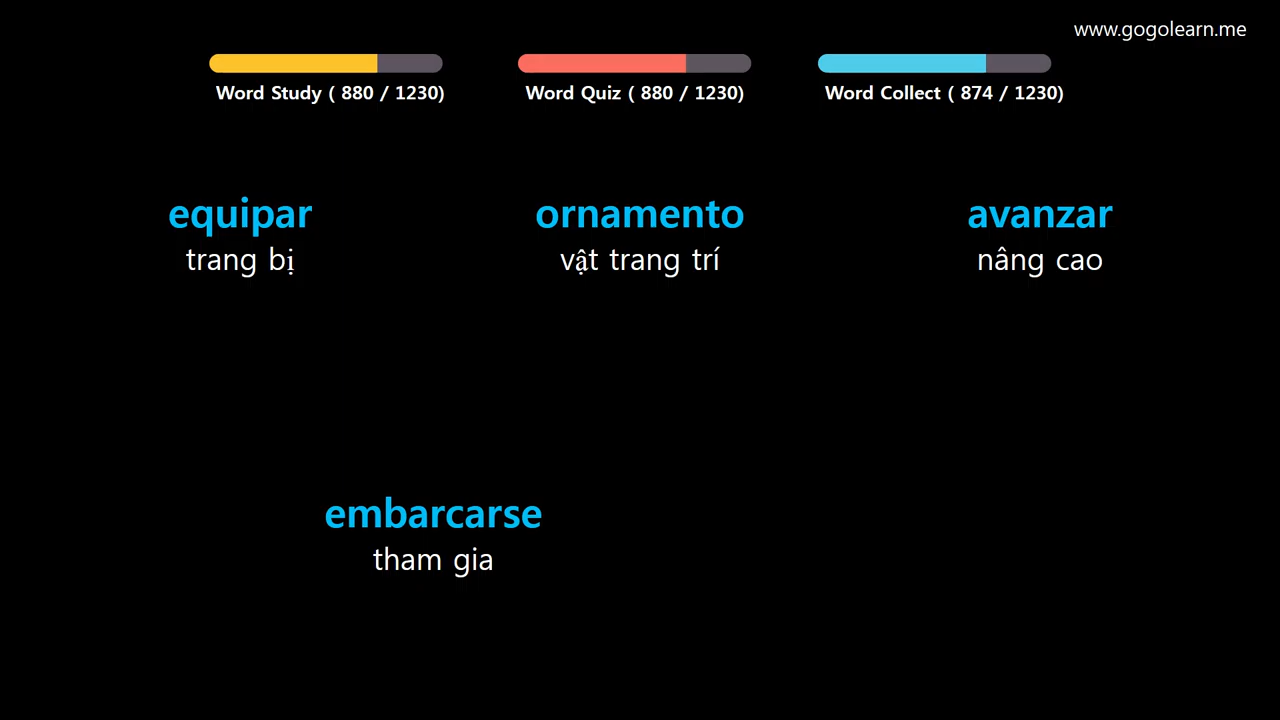 www.gogolearn.me
Word Study ( 880 / 1230)
Word Quiz ( 880 / 1230)
Word Collect ( 874 / 1230)
equipar
trang bị
ornamento
vật trang trí
avanzar
nâng cao
embarcarse
tham gia